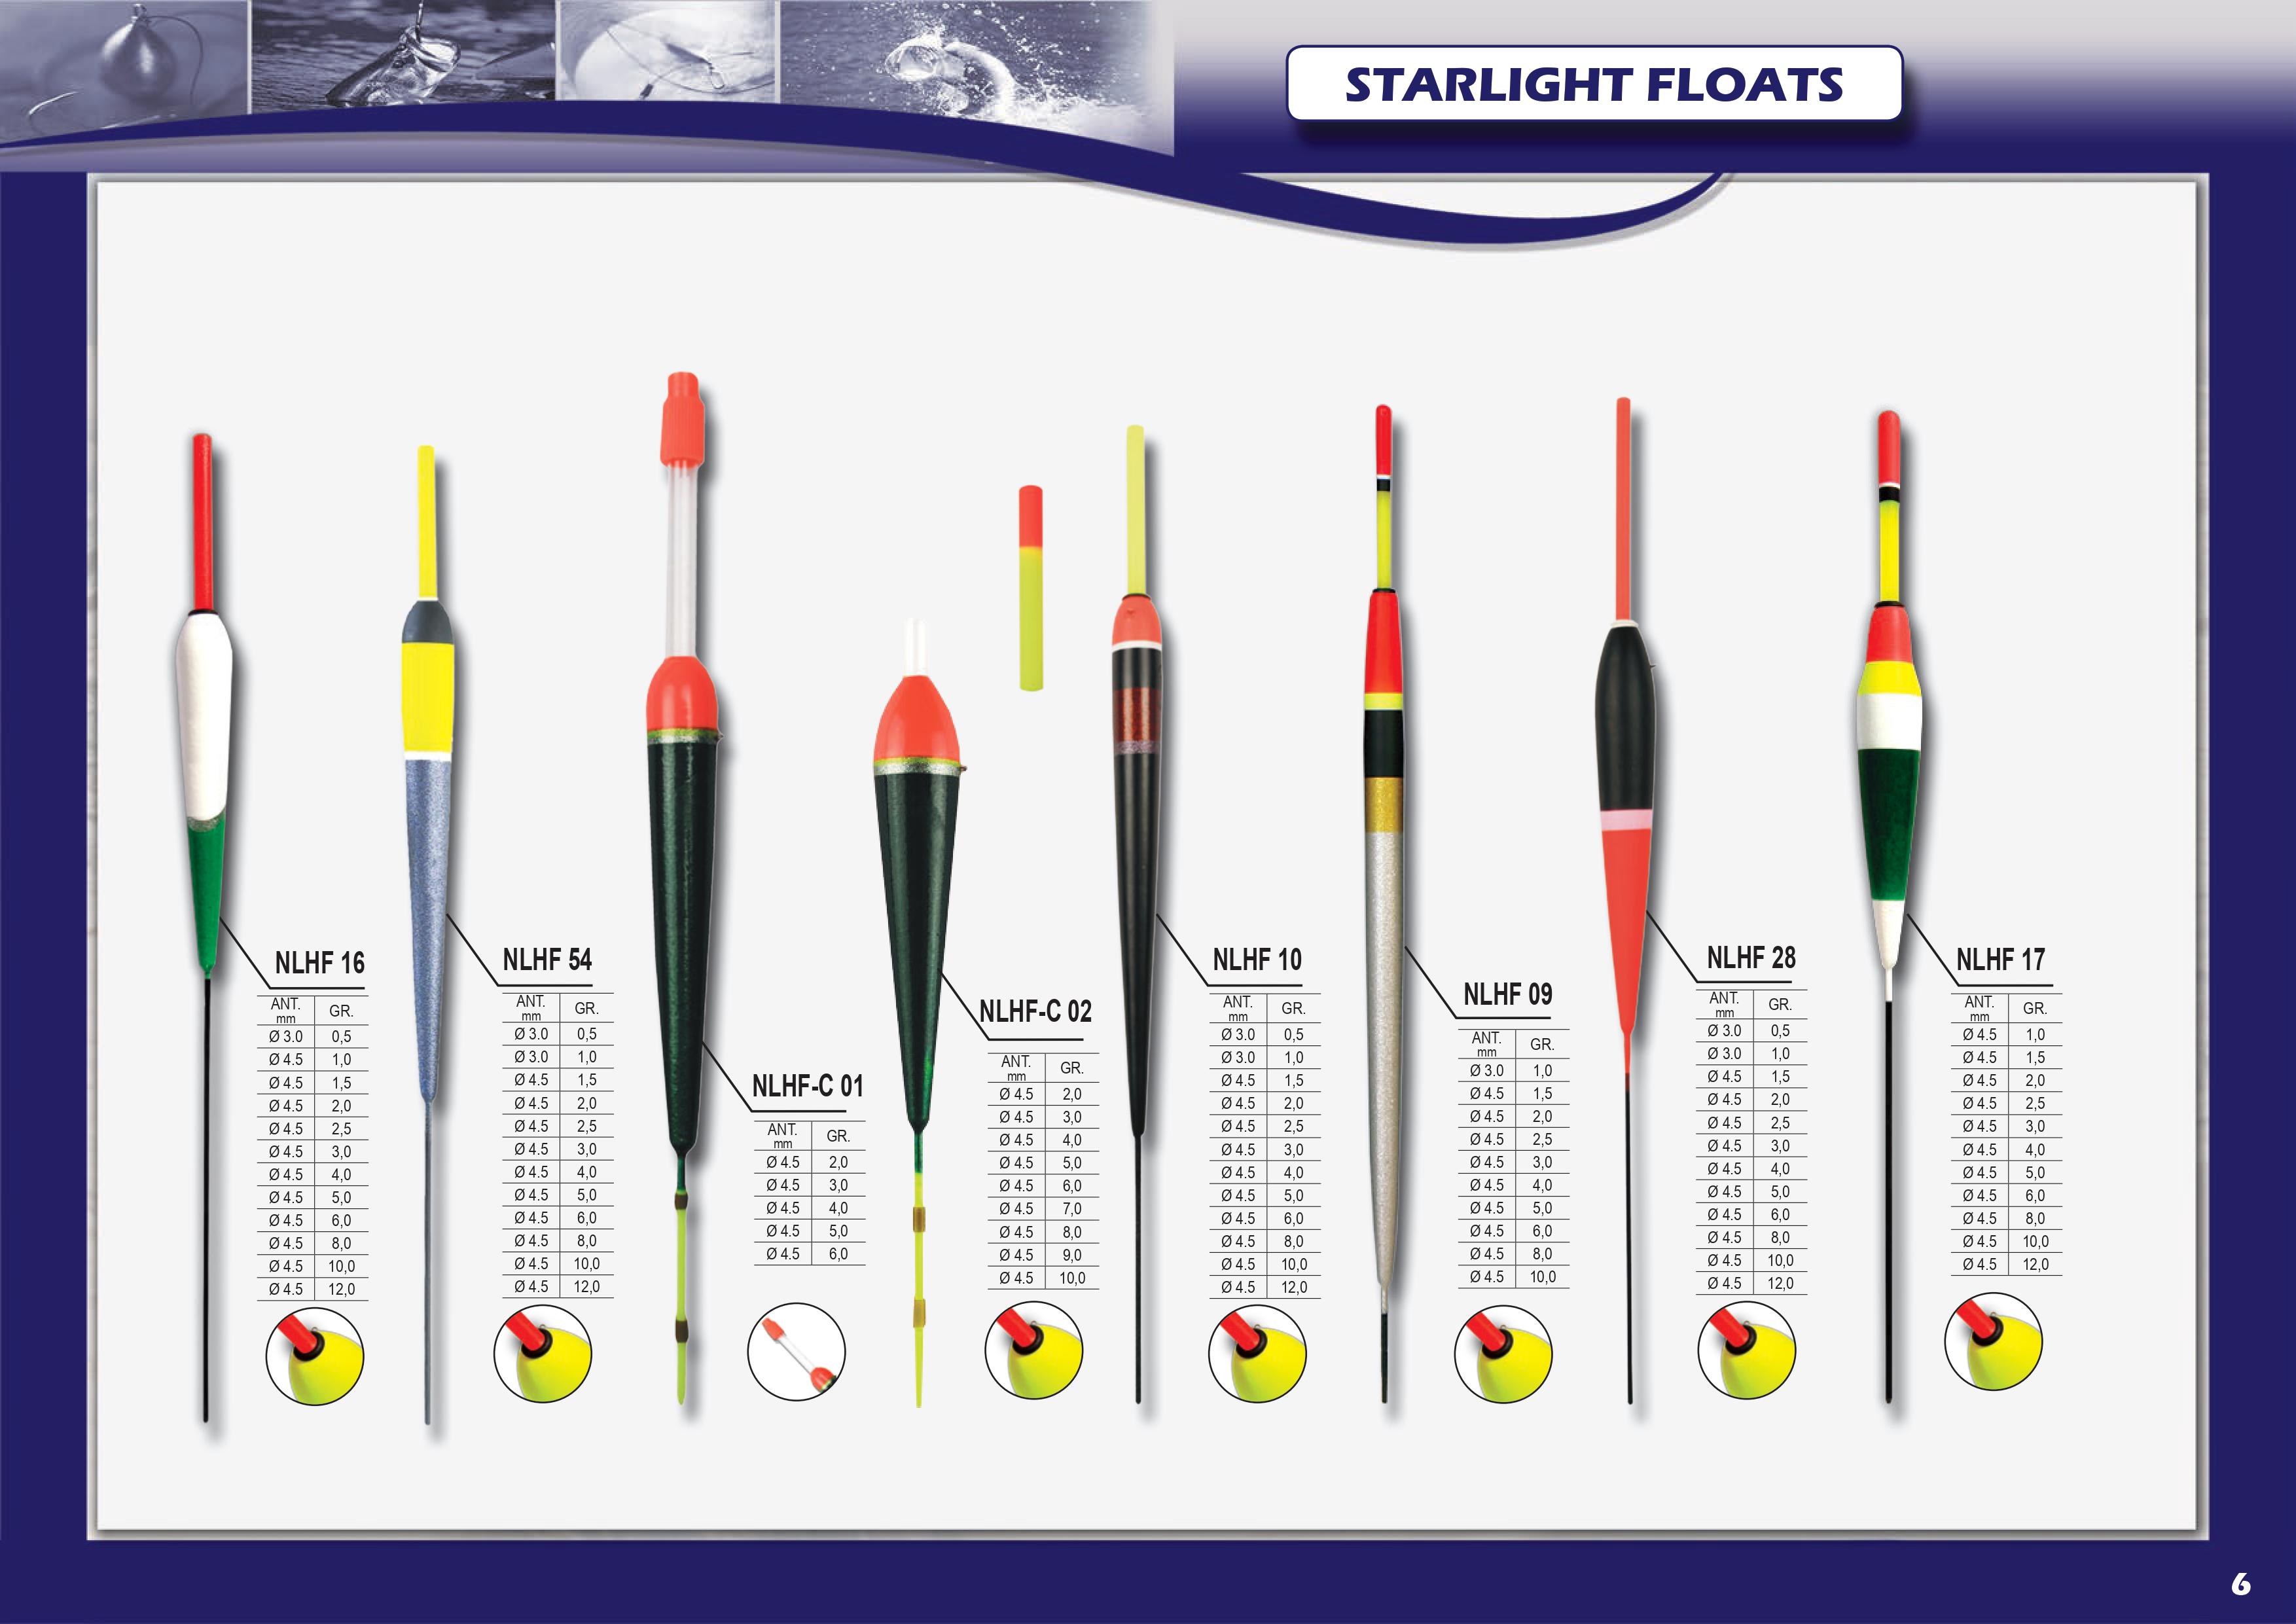 STARLIGHT FLOATS
NLHF 16
ANT. mm GR.
Ø 3.0 0,5
Ø 4.5 1,0
Ø 4.5 1,5
Ø 4.5 2,0
Ø 4.5 2,5
Ø 4.5 3,0
Ø 4.5 4,0
Ø 4.5 5,0
Ø 4.5 6,0
Ø 4.5 8,0
Ø 4.5 10,0
Ø 4.5 12,0
NLHF 54
ANT. mm GR.
Ø 3.0 0,5
Ø 3.0 1,0
Ø 4.5 1,5
Ø 4.5 2,0
Ø 4.5 2,5
Ø 4.5 3,0
Ø 4.5 4,0
Ø 4.5 5,0
Ø 4.5 6,0
Ø 4.5 8,0
Ø 4.5 10,0
Ø 4.5 12,0
NLHF-C 01
ANT. mm GR.
Ø 4.5 2,0
Ø 4.5 3,0
Ø 4.5 4,0
Ø 4.5 5,0
Ø 4.5 6,0
NLHF-C 02
ANT. mm GR.
Ø 4.5 2,0
Ø 4.5 3,0
Ø 4.5 4,0
Ø 4.5 5,0
Ø 4.5 6,0
Ø 4.5 7,0
Ø 4.5 8,0
Ø 4.5 9,0
Ø 4.5 10,0
NLHF 10
ANT. mm GR.
Ø 3.0 0,5
Ø 3.0 1,0
Ø 4.5 1,5
Ø 4.5 2,0
Ø 4.5 2,5
Ø 4.5 3,0
Ø 4.5 4,0
Ø 4.5 5,0
Ø 4.5 6,0
Ø 4.5 8,0
Ø 4.5 10,0
Ø 4.5 12,0
NLHF 09
ANT. mm GR.
Ø 3.0 1,0
Ø 4.5 1,5
Ø 4.5 2,0
Ø 4.5 2,5
Ø 4.5 3,0
Ø 4.5 4,0
Ø 4.5 5,0
Ø 4.5 6,0
Ø 4.5 8,0
Ø 4.5 10,0
NLHF 28
ANT. mm GR.
Ø 3.0 0,5
Ø 3.0 1,0
Ø 4.5 1,5
Ø 4.5 2,0
Ø 4.5 2,5
Ø 4.5 3,0
Ø 4.5 4,0
Ø 4.5 5,0
Ø 4.5 6,0
Ø 4.5 8,0
Ø 4.5 10,0
Ø 4.5 12,0
NLHF 17
ANT. mm GR.
Ø 4.5 1,0
Ø 4.5 1,5
Ø 4.5 2,0
Ø 4.5 2,5
Ø 4.5 3,0
Ø 4.5 4,0
Ø 4.5 5,0
Ø 4.5 6,0
Ø 4.5 8,0
Ø 4.5 10,0
Ø 4.5 12,0
6